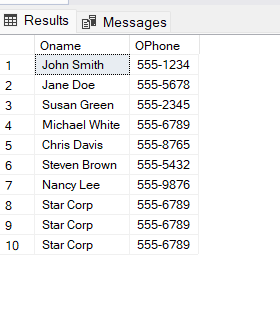 Results Messages
Oname OPhone
1 John Smith 555-1234
2 Jane Doe 555-5678
3 Susan Green 555-2345
4 Michael White 555-6789
5 Chris Davis 555-8765
6 Steven Brown 555-5432
7 Nancy Lee 555-9876
8 Star Corp 555-6789
9 Star Corp 555-6789
10 Star Corp 555-6789